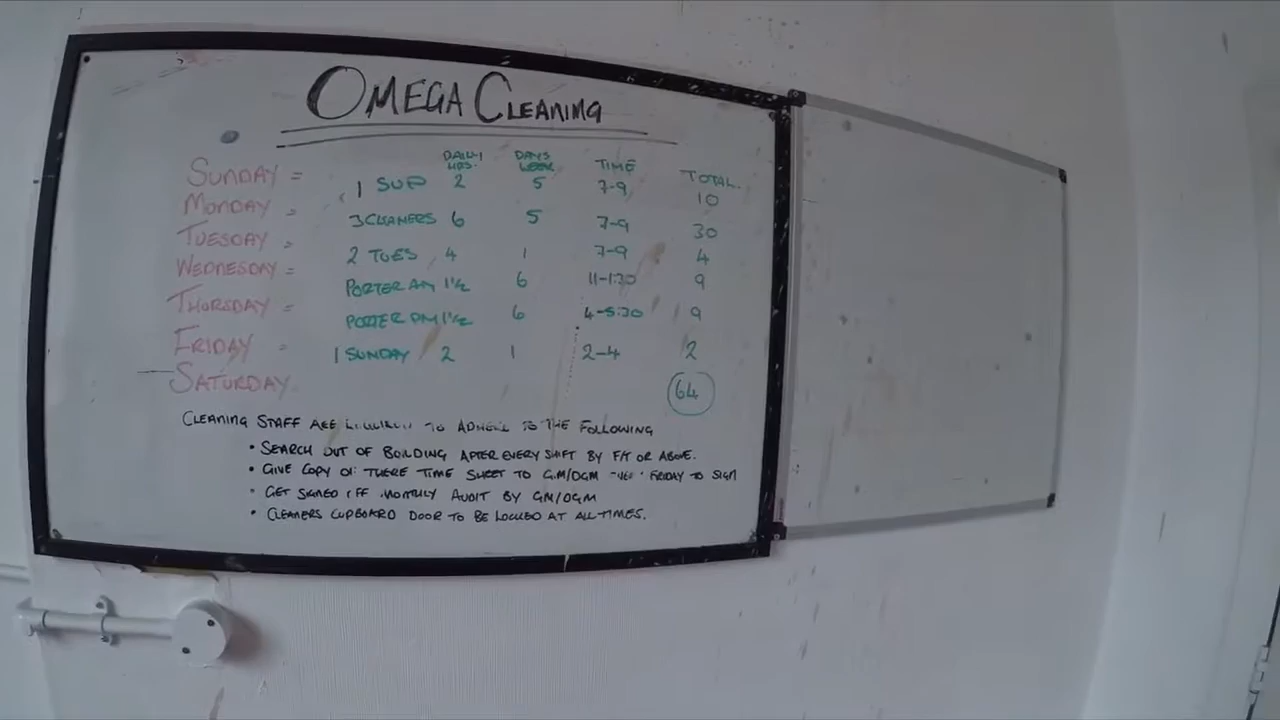 OMEGA CLEANING
DAILY HRS. DAYS WEEK TIME TOTAL.
SUNDAY = 1 SUP 2 5 7-9 10
MONDAY = 3 CLEANERS 6 5 7-9 30
TUESDAY = 2 TUES 4 1 7-9 4
WEDNESDAY = PORTER AM 1½ 6 11-1:30 9
THURSDAY = PORTER PM 1½ 6 4-5:30 9
FRIDAY = 1 SUNDAY 2 1 2-4 2
SATURDAY 64
CLEANING STAFF ARE TO TO THE FOLLOWING
• SEARCH OUT OF BUILDING AFTER EVERY SHIFT BY F/T OR ABOVE.
• GIVE COPY OF THERE TIME SHEET TO G.M/DGM FRIDAY TO SIGN
• GET SIGNED OFF MONTHLY AUDIT BY GM/DGM
• CLEANERS CUPBOARD DOOR TO BE LOCKED AT ALL TIMES.